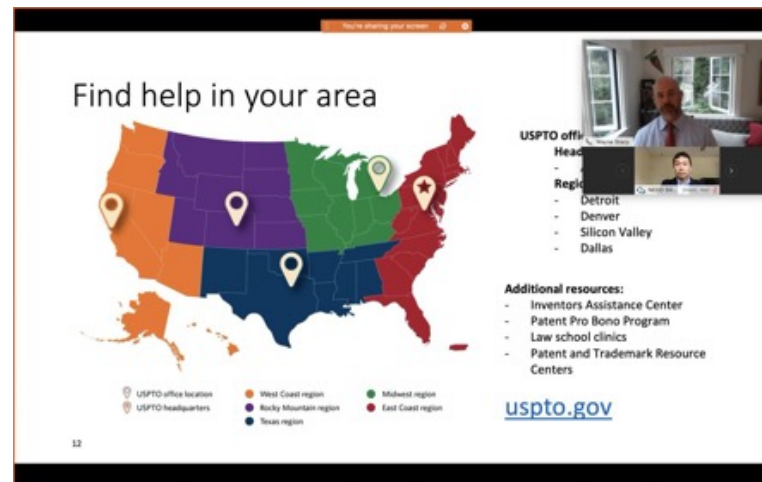 You're sharing your screen
Find help in your area
USPTO offi
Head
- A
Regi
- Detroit
- Denver
- Silicon Valley
- Dallas
Additional resources:
- Inventors Assistance Center
- Patent Pro Bono Program
- Law school clinics
- Patent and Trademark Resource
Centers
uspto.gov
USPTO office location
USPTO headquarters
West Coast region
Rocky Mountain region
Texas region
Midwest region
East Coast region
12